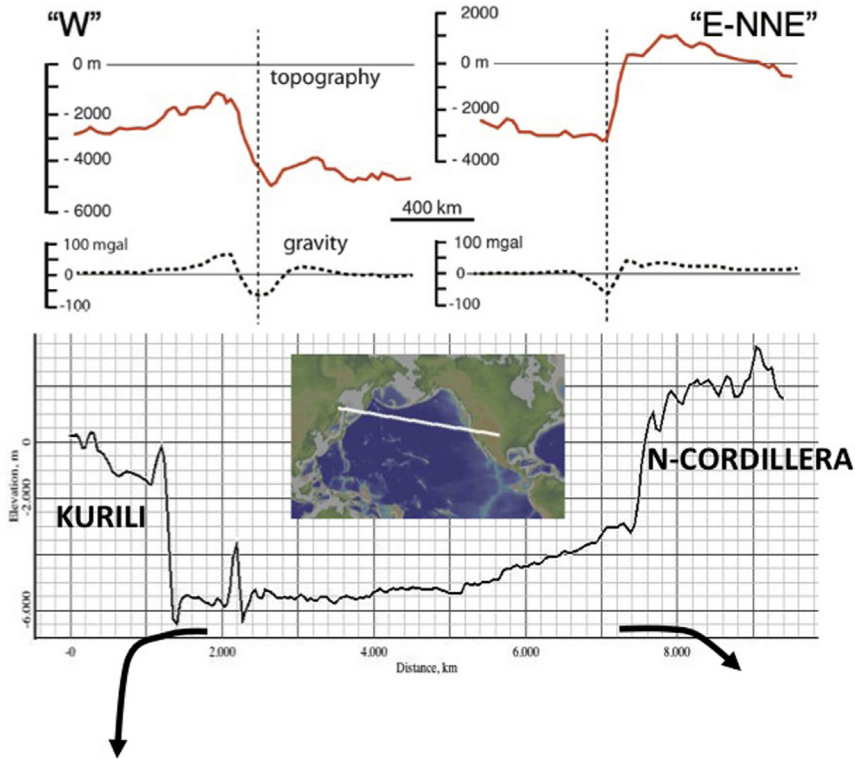 "W"
"E-NNE"
0 m
- 2000
- 4000
- 6000
topography
2000
0 m
- 2000
- 4000
400 km
100 mgal
0
-100
gravity
100 mgal
0
-100
Elevation, m
0
-2.000
-6.000
KURILI
N-CORDILLERA
-0
2.000
4.000
6.000
8.000
Distance, km